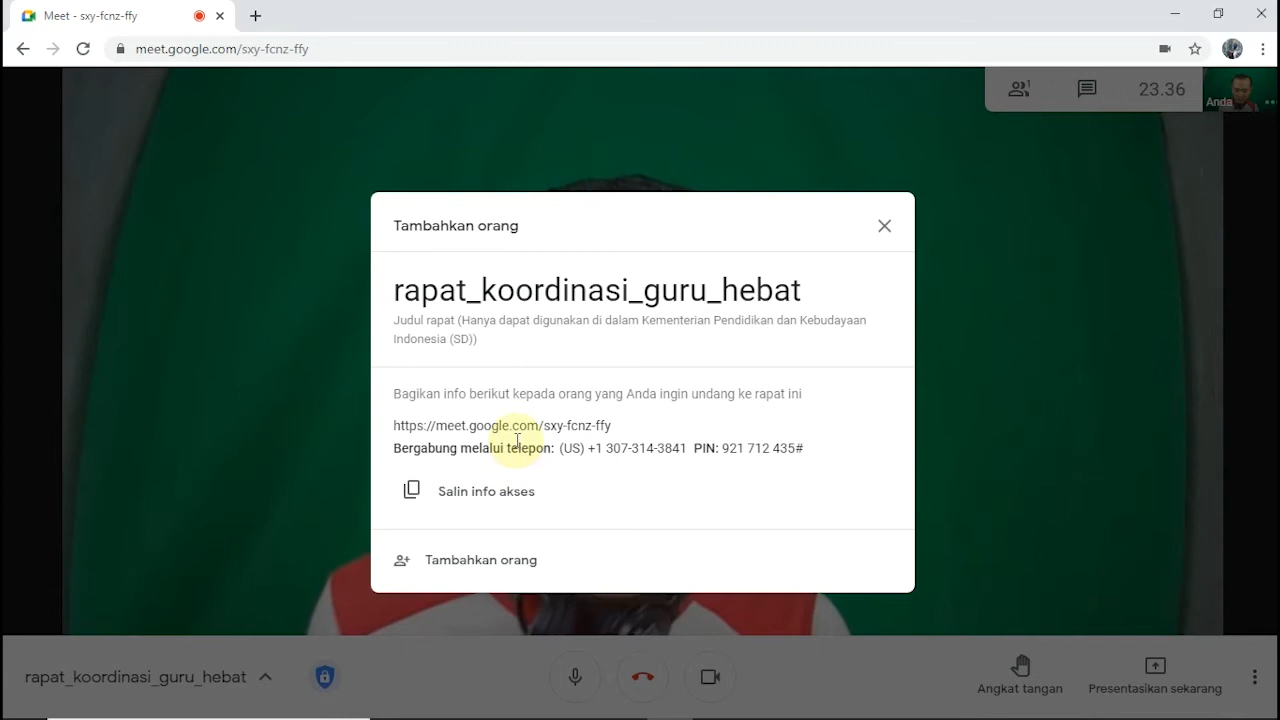 Meet - sxy-fcnz-ffy
meet.google.com/sxy-fcnz-ffy
1
23.36
Anda
Tambahkan orang
rapat_koordinasi_guru_hebat
Judul rapat (Hanya dapat digunakan di dalam Kementerian Pendidikan dan Kebudayaan
Indonesia (SD))
Bagikan info berikut kepada orang yang Anda ingin undang ke rapat ini
https://meet.google.com/sxy-fcnz-ffy
Bergabung melalui telepon: (US) +1 307-314-3841 PIN: 921 712 435#
Salin info akses
Tambahkan orang
rapat_koordinasi_guru_hebat
Angkat tangan
Presentasikan sekarang